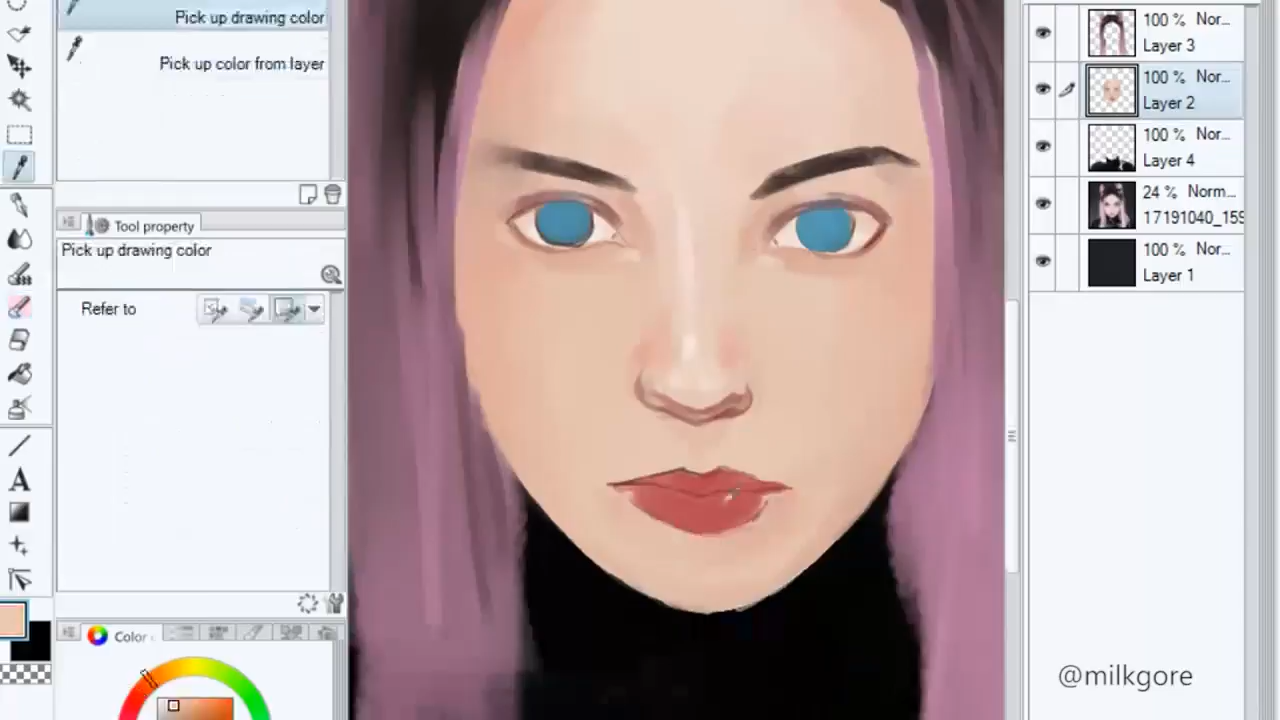 Pick up drawing color
Pick up color from layer
Tool property
Pick up drawing color
Refer to
Color
100 % Nor...
Layer 3
100 % Nor...
Layer 2
100 % Nor...
Layer 4
24 % Norm...
17191040_159
100 % Nor...
Layer 1
A
@milkgore